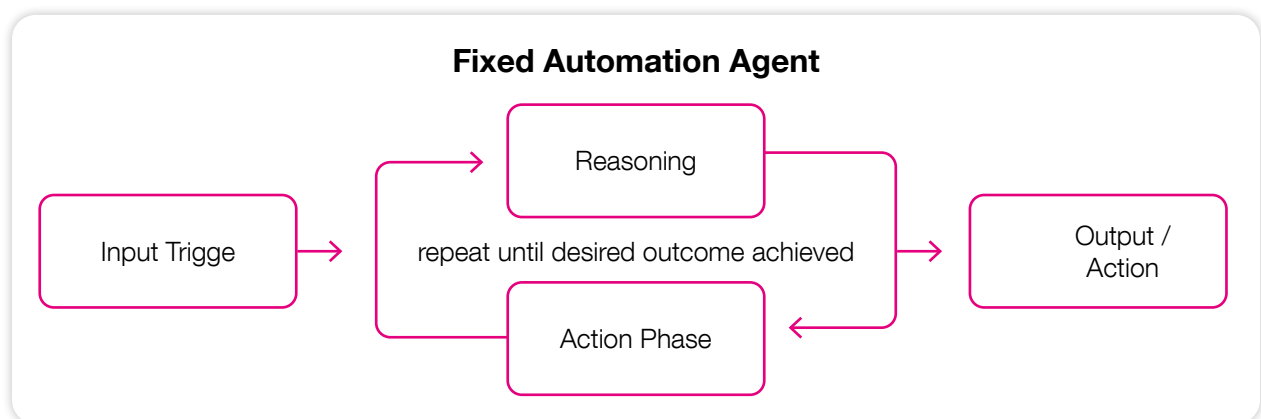 Fixed Automation Agent
Reasoning
Input Trigge
repeat until desired outcome achieved
Output /
Action
Action Phase